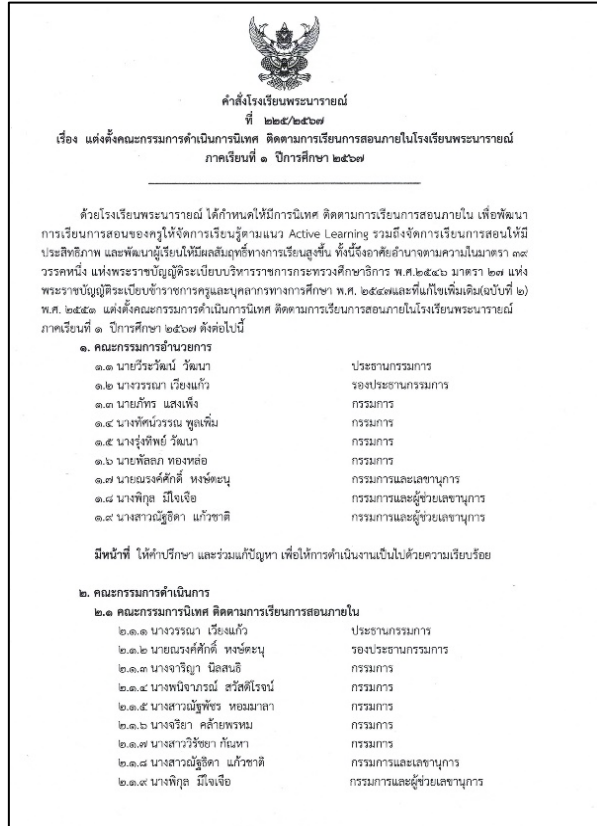 คำสั่งโรงเรียนพระนารายณ์
ที่ ๒๒๕/๒๕๖๗
เรื่อง แต่งตั้งคณะกรรมการดำเนินการนิเทศ ติดตามการเรียนการสอนภายในโรงเรียนพระนารายณ์
ภาคเรียนที่ ๑ ปีการศึกษา ๒๕๖๗
ด้วยโรงเรียนพระนารายณ์ ได้กำหนดให้มีการนิเทศ ติดตามการเรียนการสอนภายใน เพื่อพัฒนา
การเรียนการสอนของครูให้จัดการเรียนรู้ตามแนว Active Learning รวมถึงจัดการเรียนการสอนให้มี
ประสิทธิภาพ และพัฒนาผู้เรียนให้มีผลสัมฤทธิ์ทางการเรียนสูงขึ้น ทั้งนี้จึงอาศัยอำนาจตามความในมาตรา ๓๙
วรรคหนึ่ง แห่งพระราชบัญญัติระเบียบบริหารราชการกระทรวงศึกษาธิการ พ.ศ.๒๕๔๖ มาตรา ๒๗ แห่ง
พระราชบัญญัติระเบียบข้าราชการครูและบุคลากรทางการศึกษา พ.ศ. ๒๕๔๗และที่แก้ไขเพิ่มเติม(ฉบับที่ ๒)
พ.ศ. ๒๕๕๑ แต่งตั้งคณะกรรมการดำเนินการนิเทศ ติดตามการเรียนการสอนภายในโรงเรียนพระนารายณ์
ภาคเรียนที่ ๑ ปีการศึกษา ๒๕๖๗ ดังต่อไปนี้
๑. คณะกรรมการอำนวยการ
๑.๑ นายวีระวัฒน์ วัฒนา ประธานกรรมการ
๑.๒ นางวรรณา เวียงแก้ว รองประธานกรรมการ
๑.๓ นายภัทร แสงเพ็ง กรรมการ
๑.๔ นางทัศน์วรรณ พูลเพิ่ม กรรมการ
๑.๕ นางรุ่งทิพย์ วัฒนา กรรมการ
๑.๖ นายพัลลภ ทองหล่อ กรรมการ
๑.๗ นายณรงค์ศักดิ์ หงษ์ตะนุ กรรมการและเลขานุการ
๑.๘ นางพิกุล มีใจเจือ กรรมการและผู้ช่วยเลขานุการ
๑.๙ นางสาวณัฐธิดา แก้วชาติ กรรมการและผู้ช่วยเลขานุการ
มีหน้าที่ ให้คำปรึกษา และร่วมแก้ปัญหา เพื่อให้การดำเนินงานเป็นไปด้วยความเรียบร้อย
๒. คณะกรรมการดำเนินการ
๒.๑ คณะกรรมการนิเทศ ติดตามการเรียนการสอนภายใน
๒.๑.๑ นางวรรณา เวียงแก้ว ประธานกรรมการ
๒.๑.๒ นายณรงค์ศักดิ์ หงษ์ตะนุ รองประธานกรรมการ
๒.๑.๓ นางจาริญา นิลสนธิ กรรมการ
๒.๑.๔ นางพนิจาภรณ์ สวัสดิโรจน์ กรรมการ
๒.๑.๕ นางสาวณัฐพัชร หอมมาลา กรรมการ
๒.๑.๖ นางจริยา คล้ายพรหม กรรมการ
๒.๑.๗ นางสาววิรัชยา กัณหา กรรมการ
๒.๑.๘ นางสาวณัฐธิดา แก้วชาติ กรรมการและเลขานุการ
๒.๑.๙ นางพิกุล มีใจเจือ กรรมการและผู้ช่วยเลขานุการ